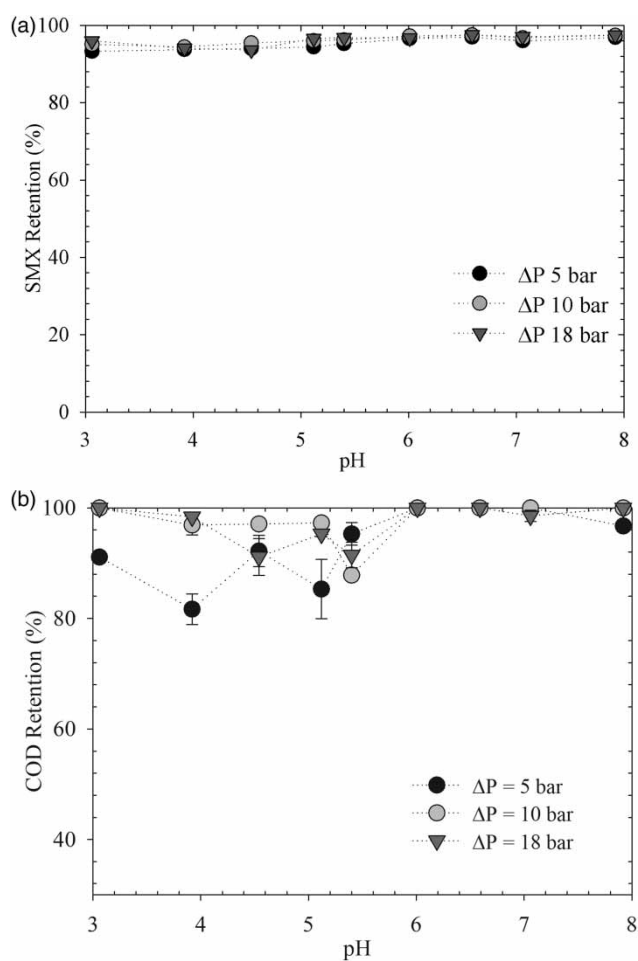 (a)
100
80
60
40
20
0
SMX Retention (%)
ΔP 5 bar
ΔP 10 bar
ΔP 18 bar
3 4 5 6 7 8
pH
(b)
100
80
60
40
COD Retention (%)
ΔP = 5 bar
ΔP = 10 bar
ΔP = 18 bar
3 4 5 6 7 8
pH